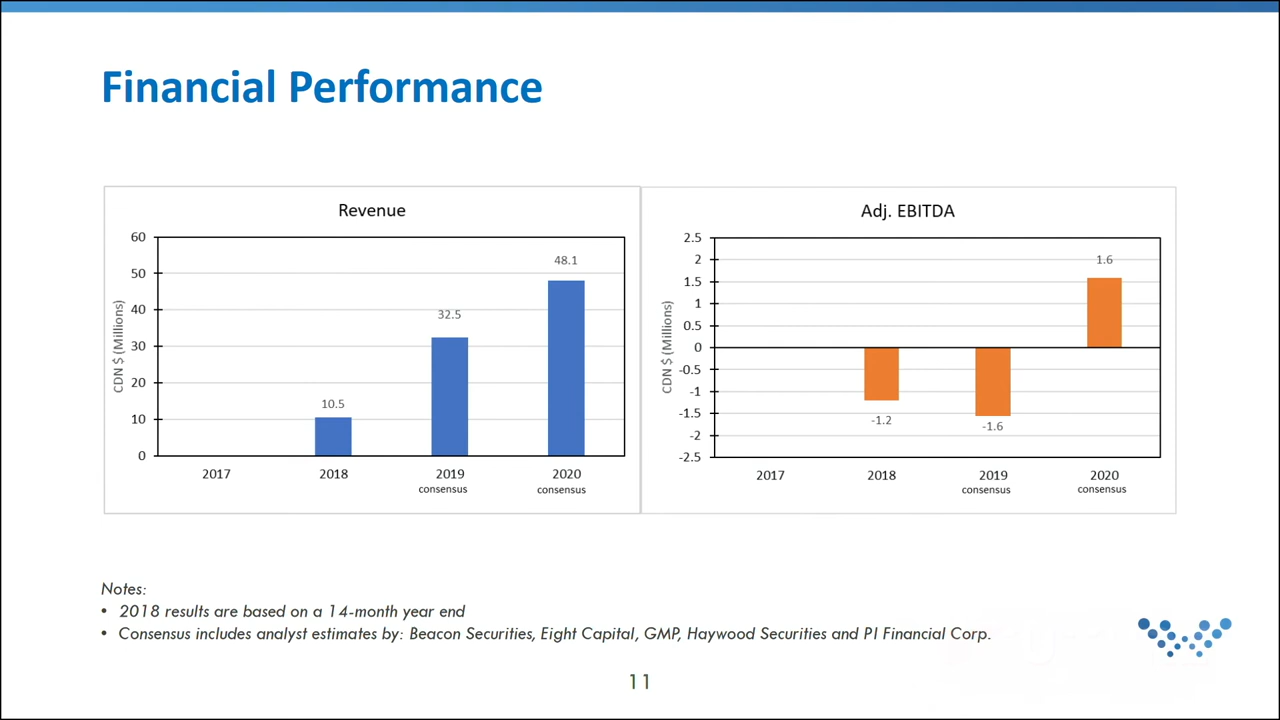 Financial Performance
Revenue
CDN $ (Millions)
60
50
40
30
20
10
0
10.5
32.5
48.1
2017
2018
2019
consensus
2020
consensus
Adj. EBITDA
CDN $ (Millions)
2.5
2
1.5
1
0.5
0
-0.5
-1
-1.5
-2
-2.5
-1.2
-1.6
1.6
2017
2018
2019
consensus
2020
consensus
Notes:
• 2018 results are based on a 14-month year end
• Consensus includes analyst estimates by: Beacon Securities, Eight Capital, GMP, Haywood Securities and PI Financial Corp.
11